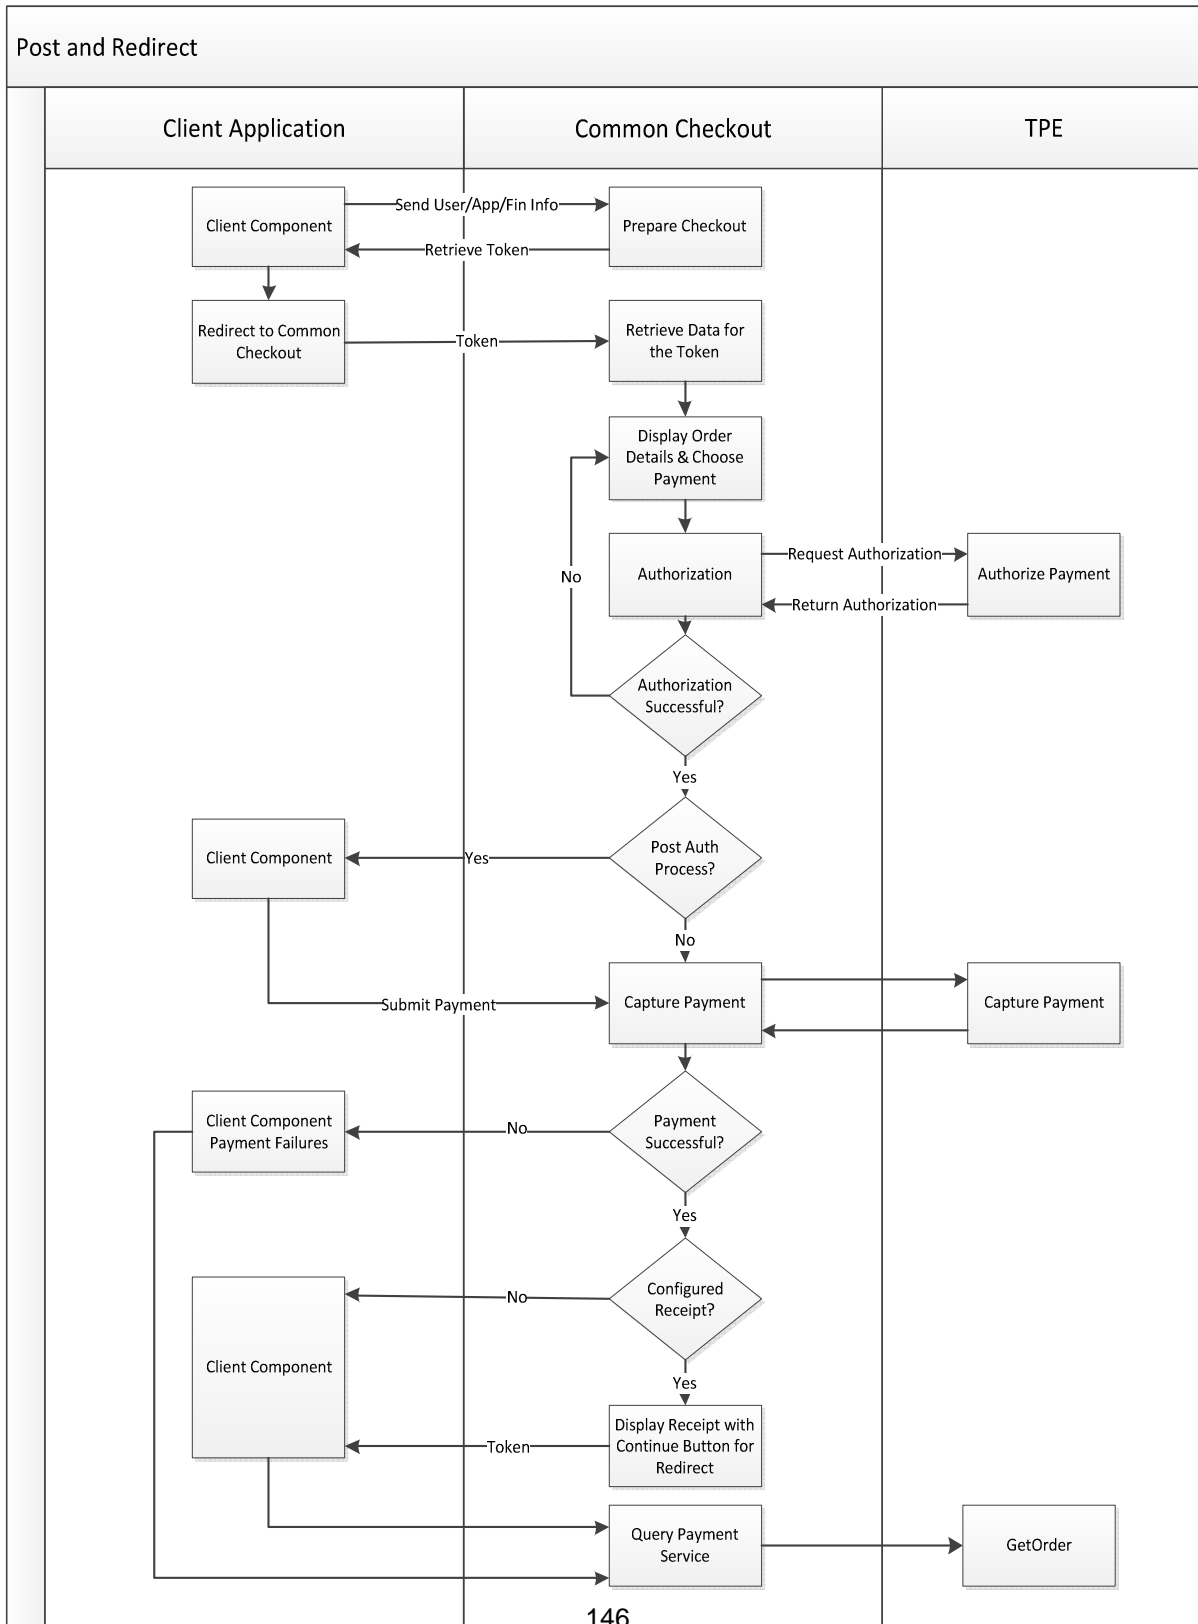 Post and Redirect
Client Application
Common Checkout
TPE
Client Component
Send User/App/Fin Info
Prepare Checkout
Retrieve Token
Redirect to Common
Checkout
Token
Retrieve Data for
the Token
Display Order
Details & Choose
Payment
Authorization
Request Authorization
Authorize Payment
Return Authorization
No
Authorization
Successful?
Yes
Post Auth
Process?
Yes
Client Component
No
Submit Payment
Capture Payment
Capture Payment
Payment
Successful?
No
Client Component
Payment Failures
Yes
Configured
Receipt?
No
Client Component
Yes
Display Receipt with
Continue Button for
Redirect
Token
Query Payment
Service
GetOrder
146